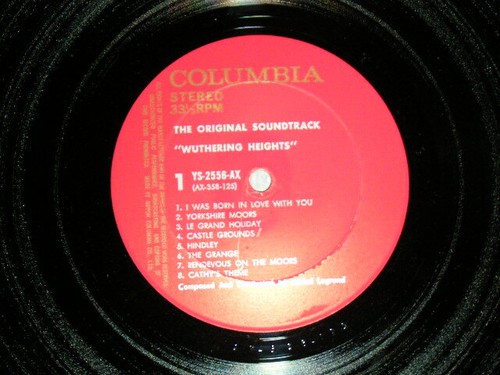 COLUMBIA
STEREO
33⅓RPM
THE ORIGINAL SOUNDTRACK
"WUTHERING HEIGHTS"
1 YS-2556-AX
(AX-358-125)
1. I WAS BORN IN LOVE WITH YOU
2. YORKSHIRE MOORS
3. LE GRAND HOLIDAY
4. CASTLE GROUNDS
5. HINDLEY
6. THE GRANGE
7. RENDEVOUS ON THE MOORS
8. CATHY'S THEME
Composed And Legrand